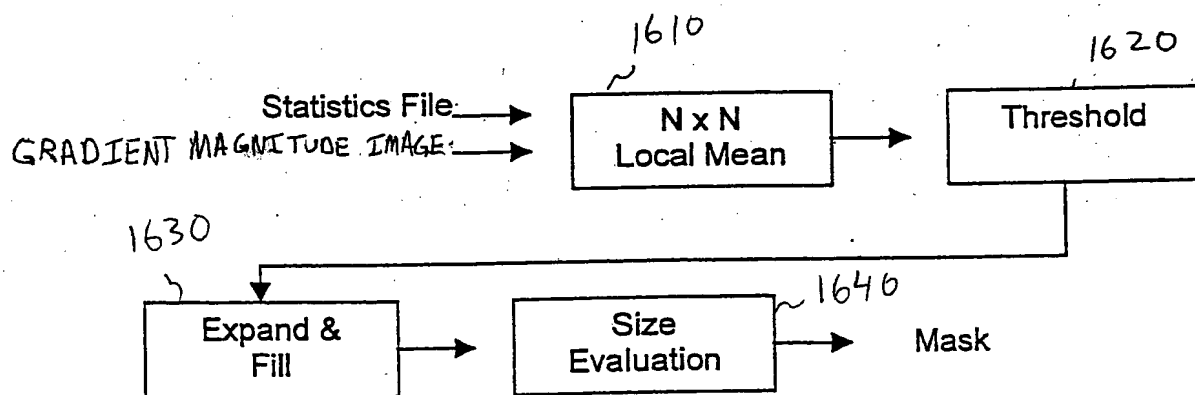 1610
1620
Statistics File
GRADIENT MAGNITUDE IMAGE
N x N
Local Mean
Threshold
1630
1640
Expand &
Fill
Size
Evaluation
Mask